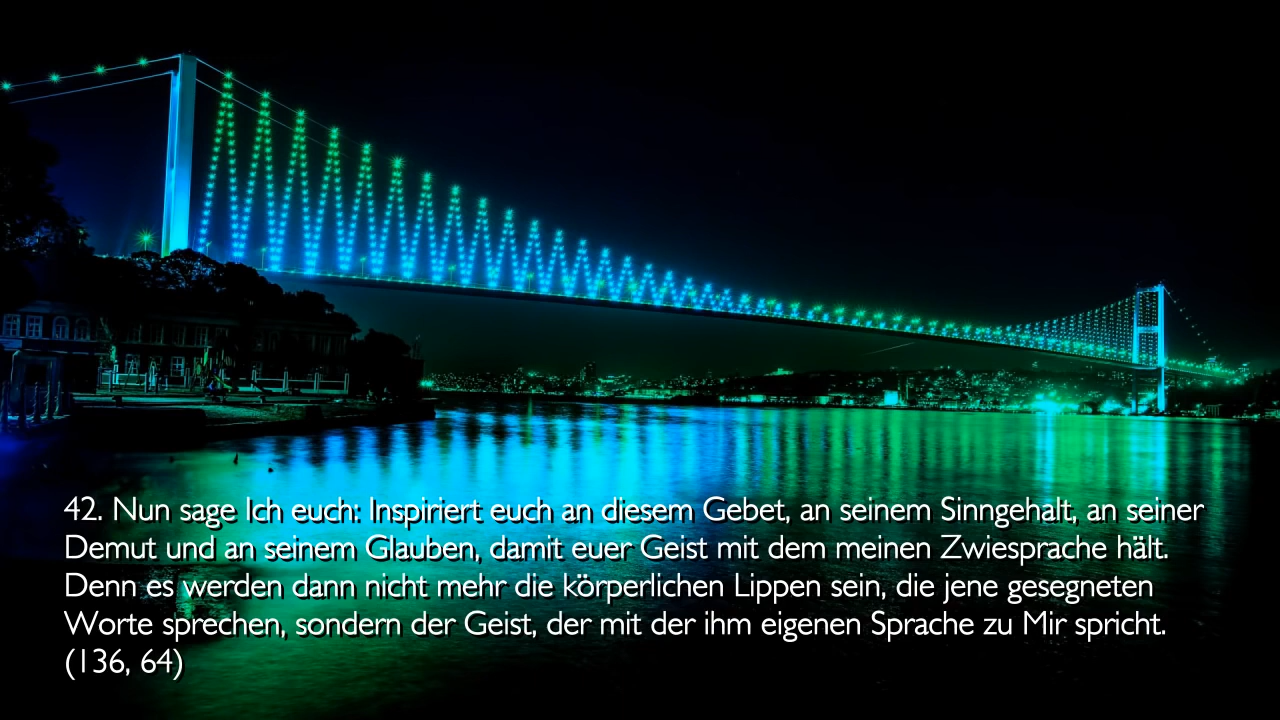 42. Nun sage Ich euch: Inspiriert euch an diesem Gebet, an seinem Sinngehalt, an seiner
Demut und an seinem Glauben, damit euer Geist mit dem meinen Zwiesprache hält.
Denn es werden dann nicht mehr die körperlichen Lippen sein, die jene gesegneten
Worte sprechen, sondern der Geist, der mit der ihm eigenen Sprache zu Mir spricht.
(136, 64)